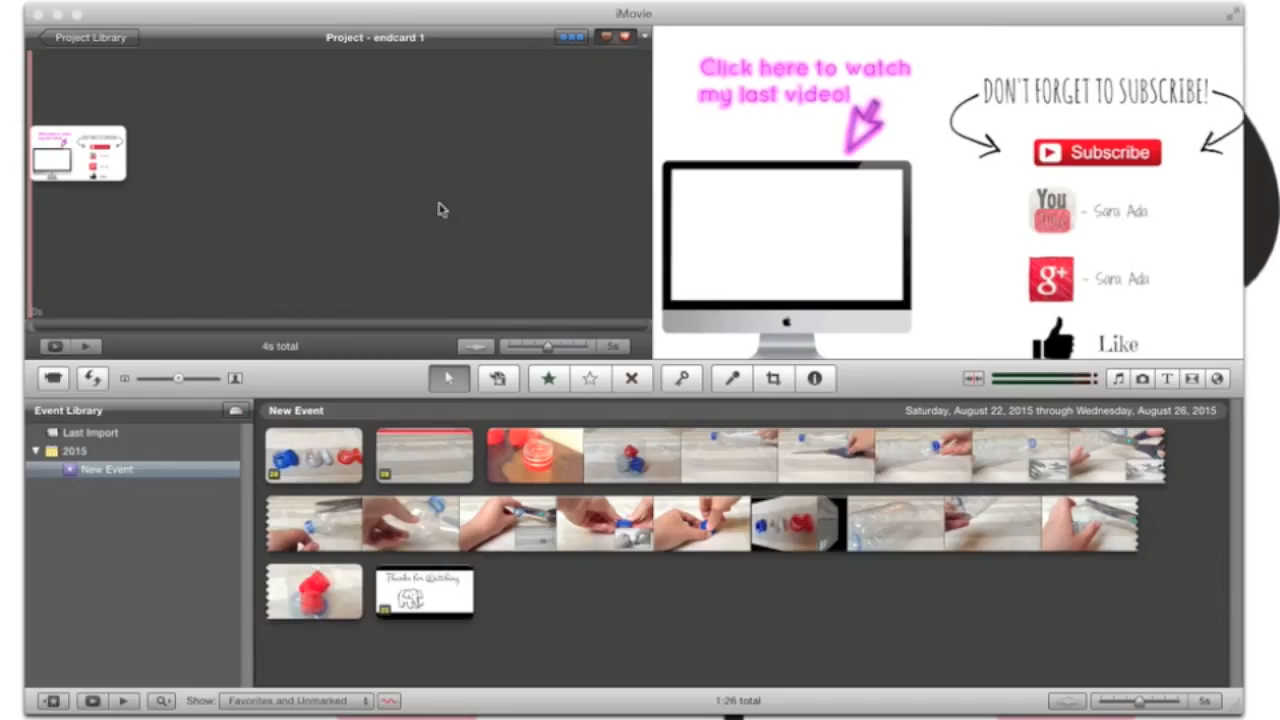 iMovie
Project Library
Project - endcard 1
Click here to watch
my last video!
DON'T FORGET TO SUBSCRIBE!
Subscribe
You
- Sara Ada
g+
- Sara Ada
Like
0s
4s total
5s
Event Library
New Event
Saturday, August 22, 2015 through Wednesday, August 26, 2015
Last Import
2015
New Event
Thanks for Watching
Show:
Favorites and Unmarked
1:26 total
5s